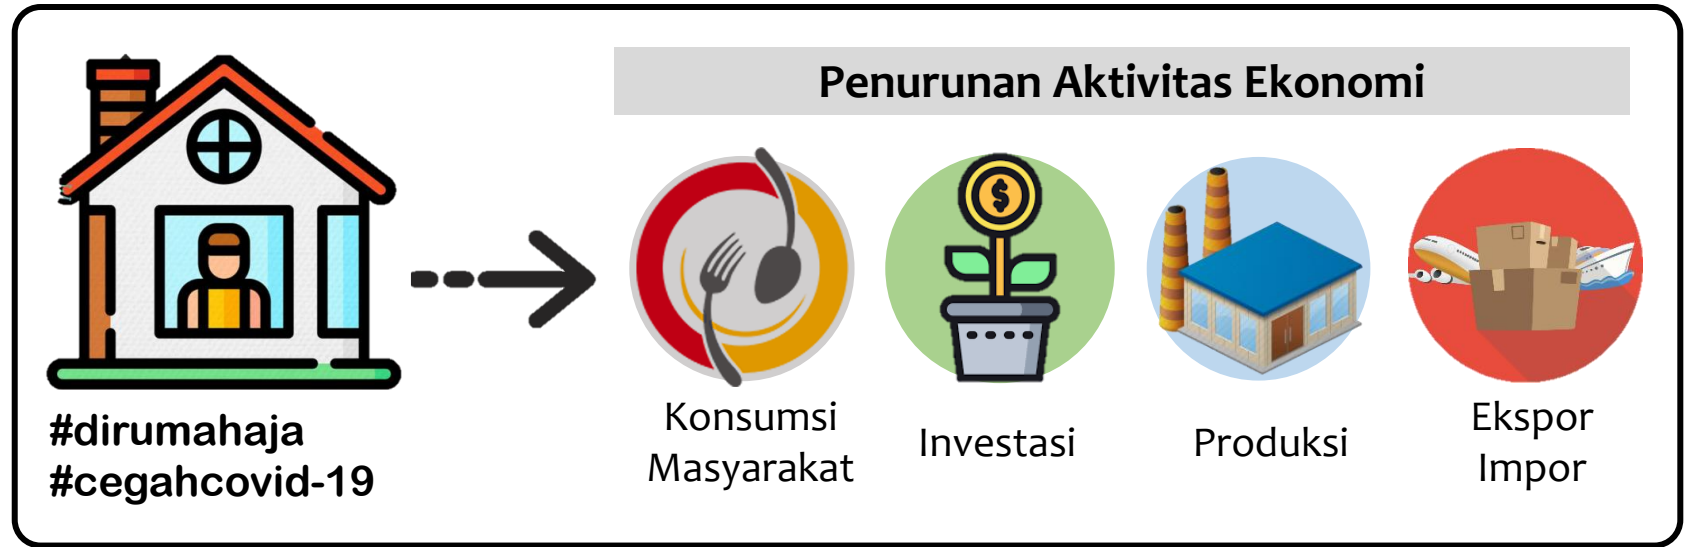 Penurunan Aktivitas Ekonomi
Konsumsi
Masyarakat
Investasi
Produksi
Ekspor
Impor
#dirumahaja
#cegahcovid-19